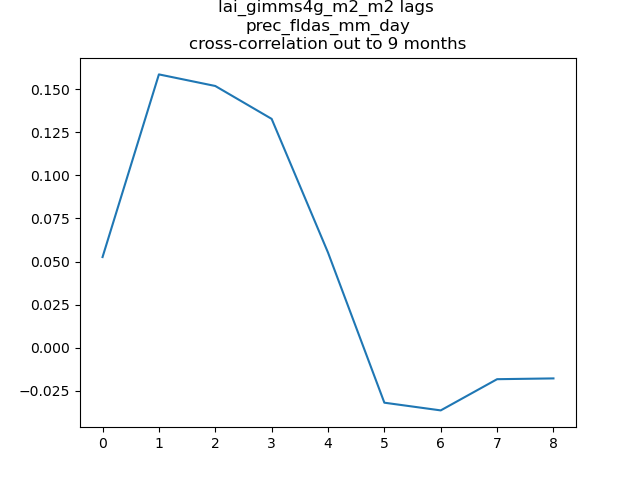 lai_gimms4g_m2_m2 lags
prec_fldas_mm_day
cross-correlation out to 9 months
0.150
0.125
0.100
0.075
0.050
0.025
0.000
−0.025
0 1 2 3 4 5 6 7 8